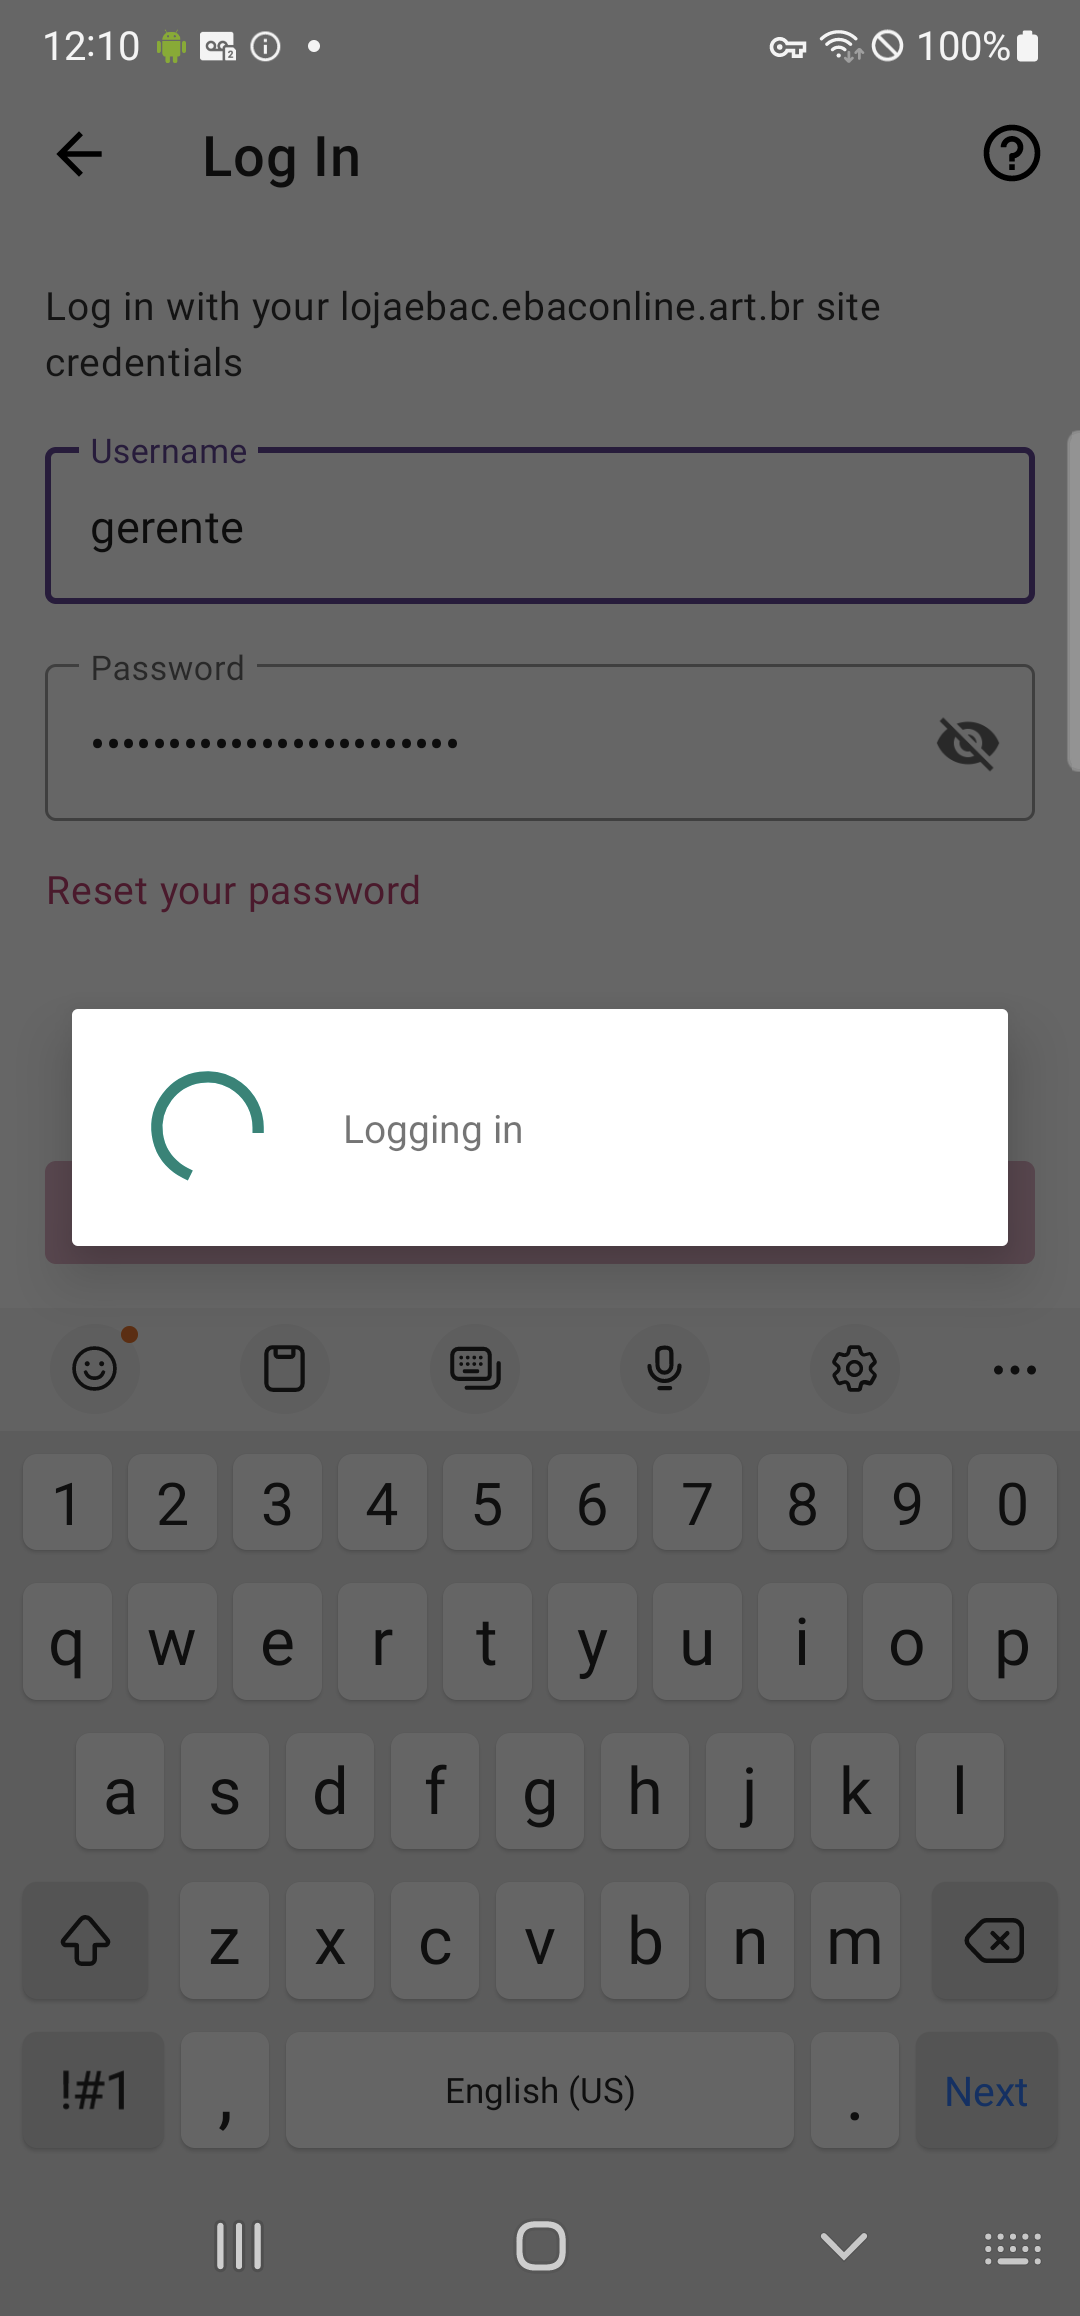 12:10 100%
Log In
Log in with your lojaebac.ebaconline.art.br site
credentials
Username
gerente
Password
•••••••••••••••••••••••• 
Reset your password
Logging in
1 2 3 4 5 6 7 8 9 0
q w e r t y u i o p
a s d f g h j k l
z x c v b n m
!#1 , English (US) . Next